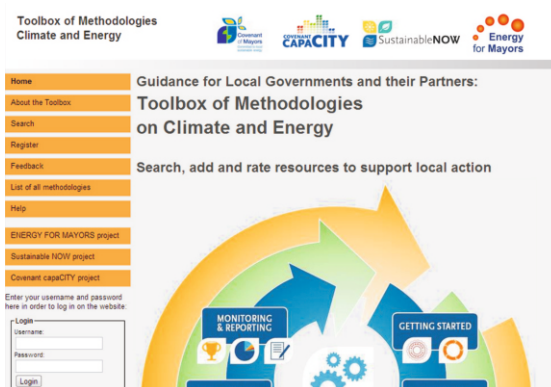 Toolbox of Methodologies
Climate and Energy
Covenant
of Mayors
COVENANT
CAPACITY
SustainableNOW
Energy
for Mayors
Home
About the Toolbox
Search
Register
Feedback
List of all methodologies
Help
ENERGY FOR MAYORS project
Sustainable NOW project
Covenant capaCITY project
Enter your username and password
here in order to log in on the website:
Login
Username:
Password:
Login
Guidance for Local Governments and their Partners:
Toolbox of Methodologies
on Climate and Energy
Search, add and rate resources to support local action
MONITORING
& REPORTING
GETTING STARTED